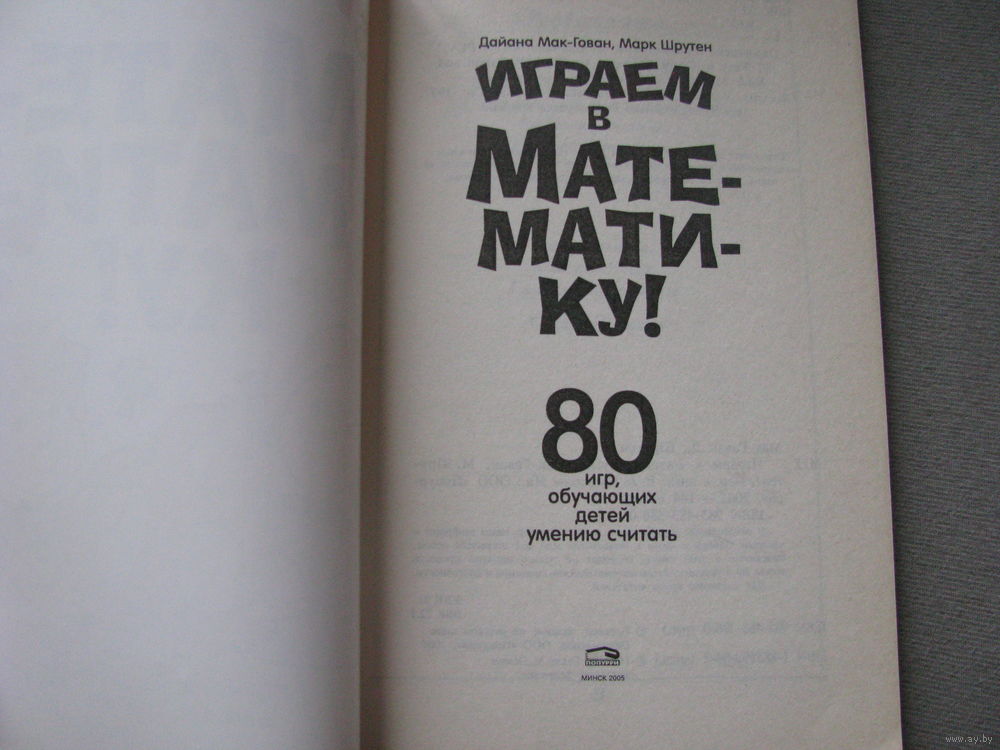 Дайана Мак-Гован, Марк Шрутен
ИГРАЕМ
В
МАТЕ-
МАТИ-
КУ!
80
игр,
обучающих
детей
умению считать
ПОПУРРИ
МИНСК 2005
www.ay.by